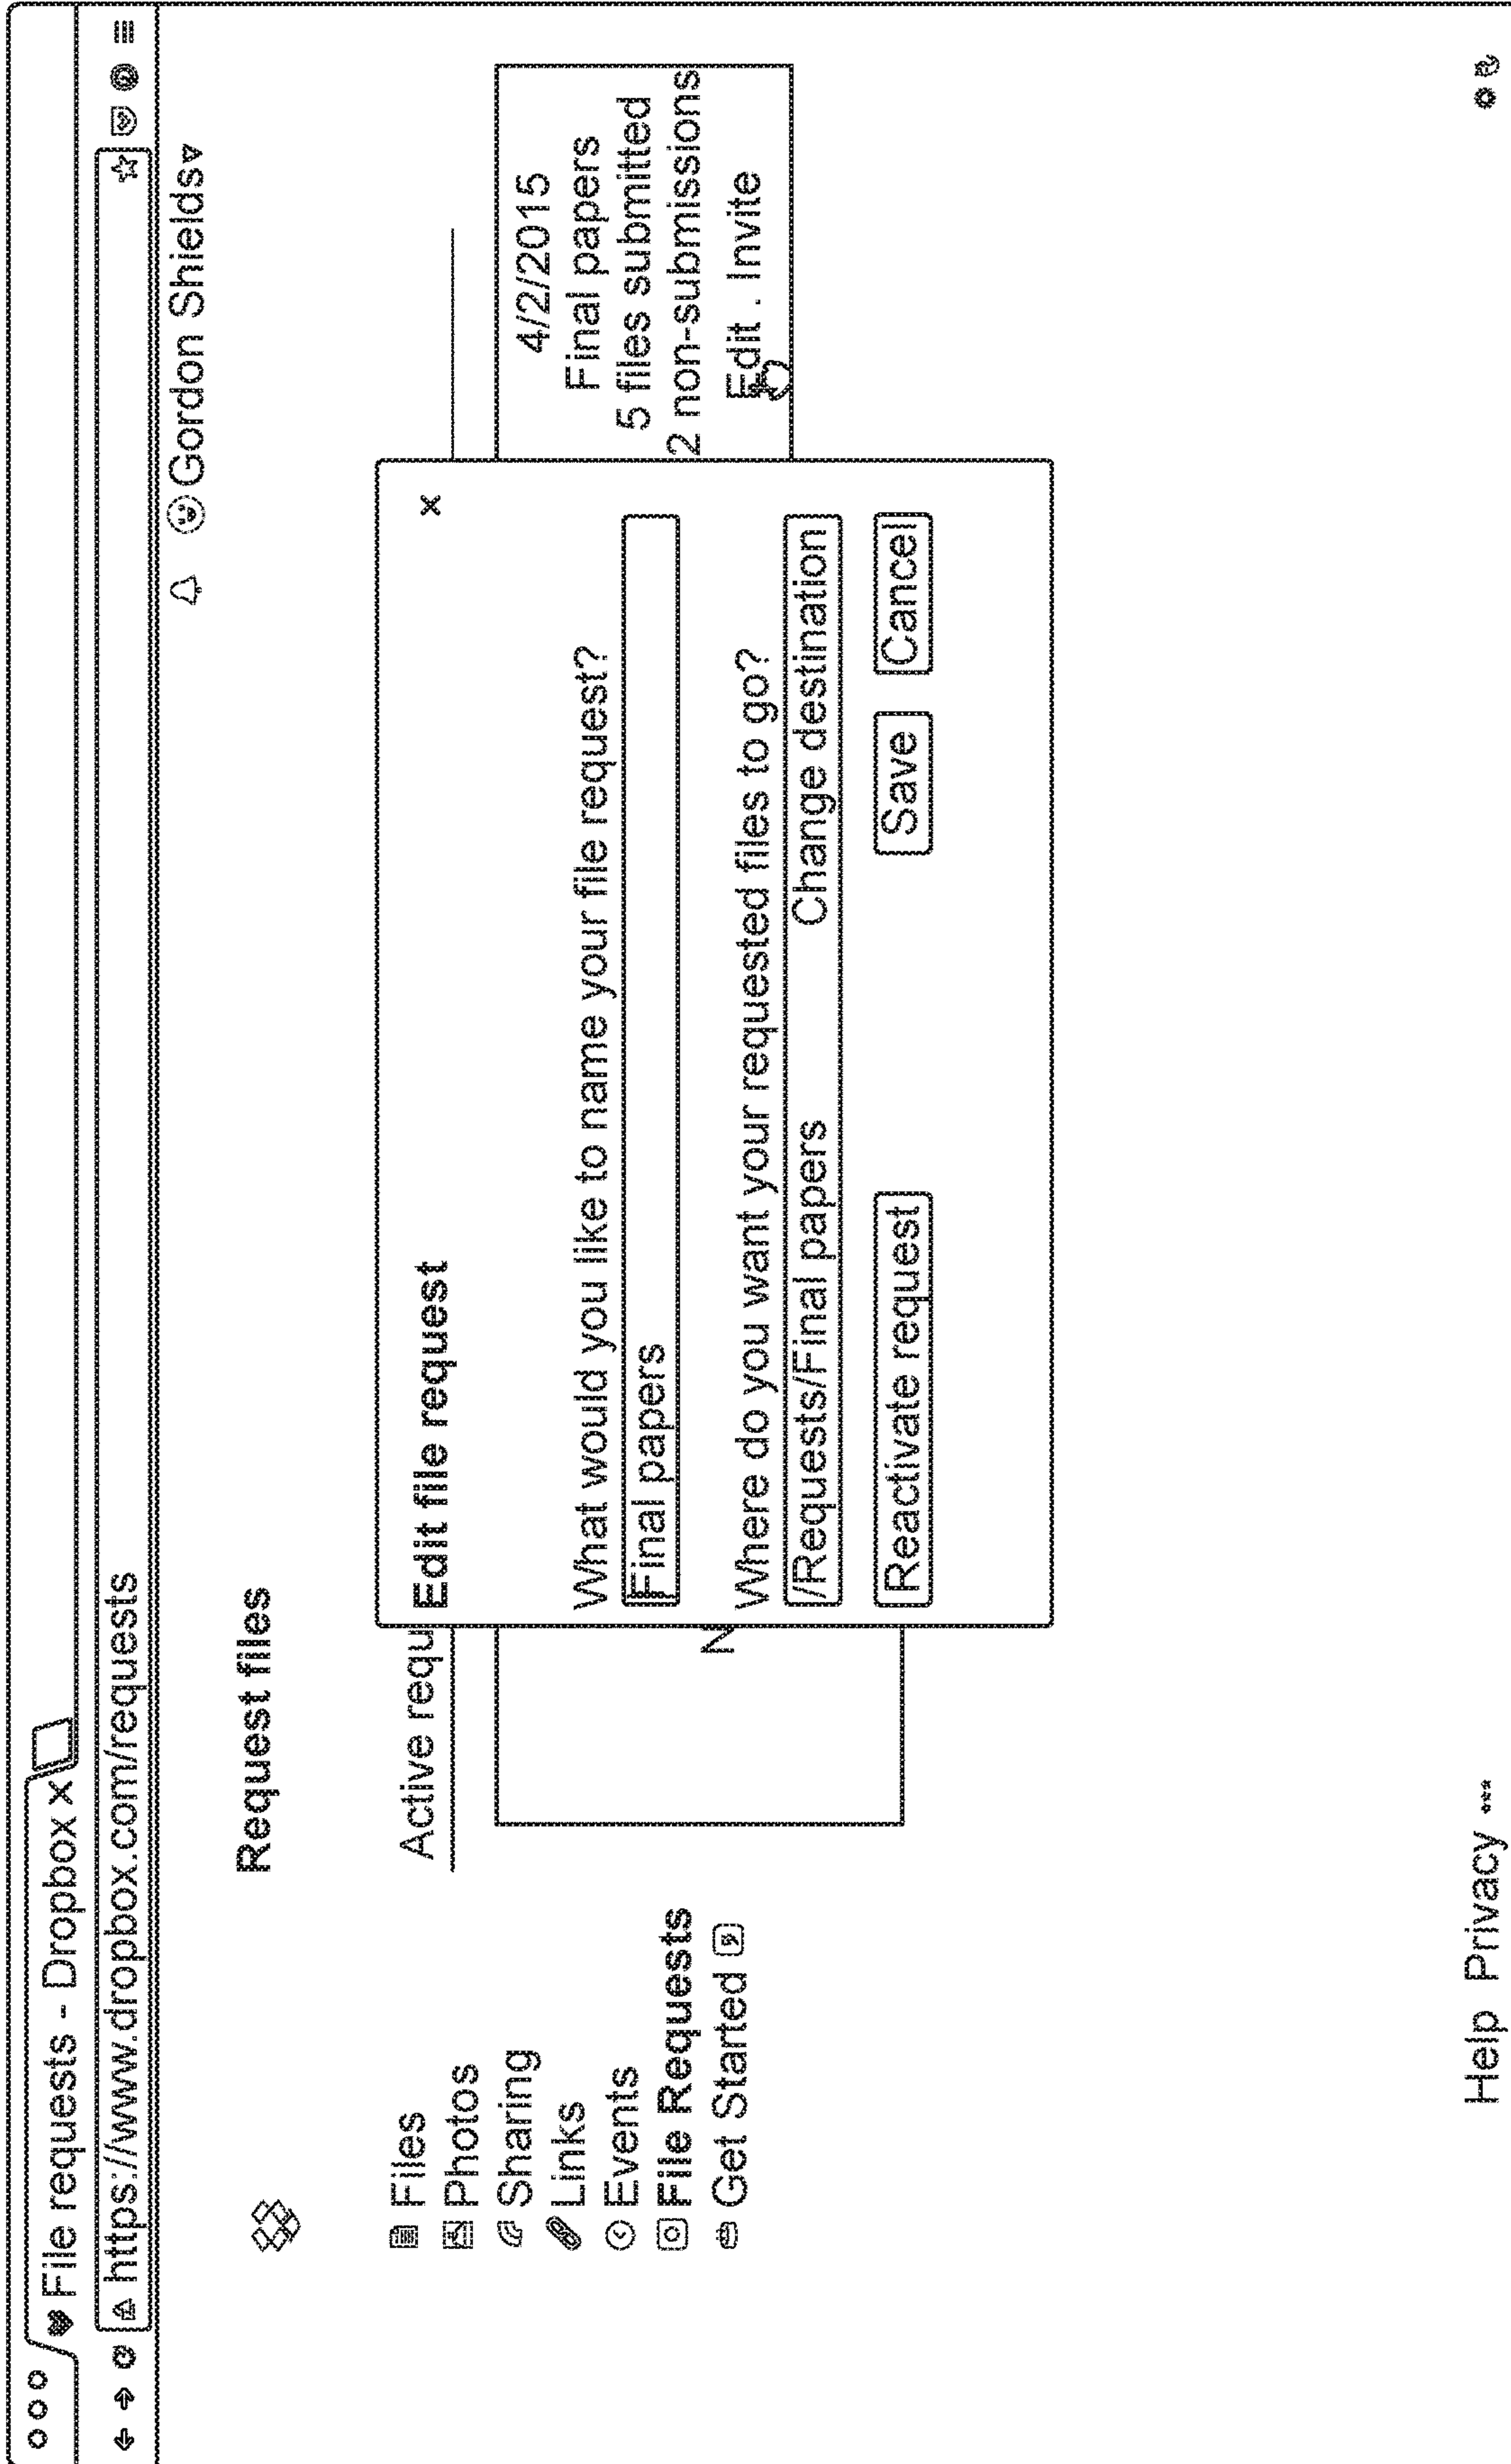 File requests - Dropbox x
https://www.dropbox.com/requests
Gordon Shields
Request files
Files
Photos
Sharing
Links
Events
File Requests
Get Started
Active requ
N
Edit file request x
What would you like to name your file request?
Final papers
Where do you want your requested files to go?
/Requests/Final papers Change destination
Reactivate request Save Cancel
4/2/2015
Final papers
5 files submitted
2 non-submissions
Edit . Invite
Help Privacy •••